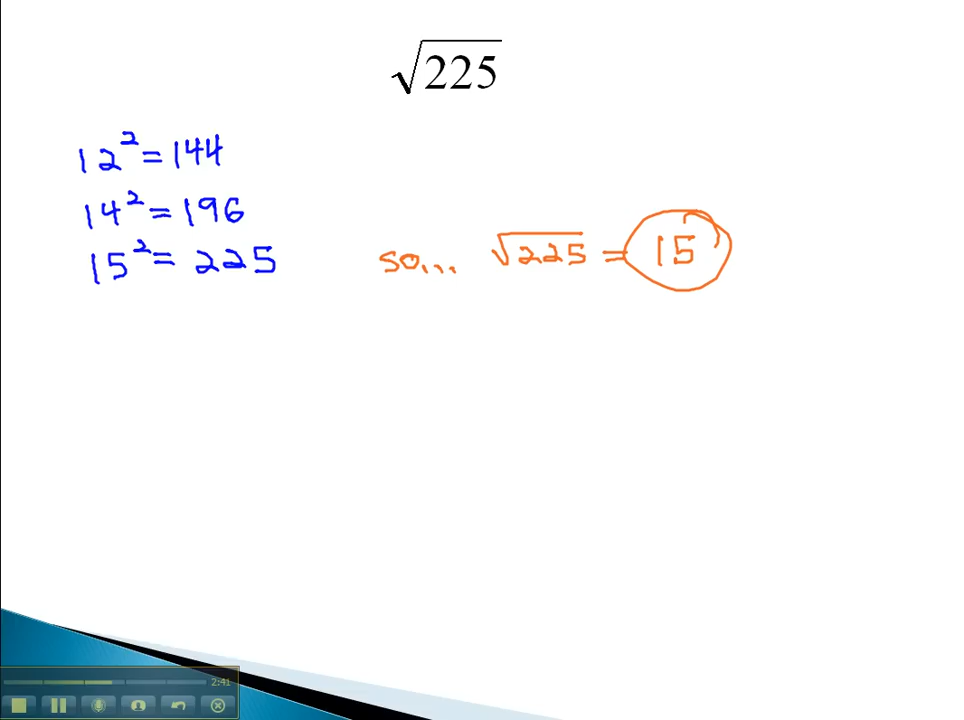 √225
12² = 144
14² = 196
15² = 225 so... √225 = 15
2:41